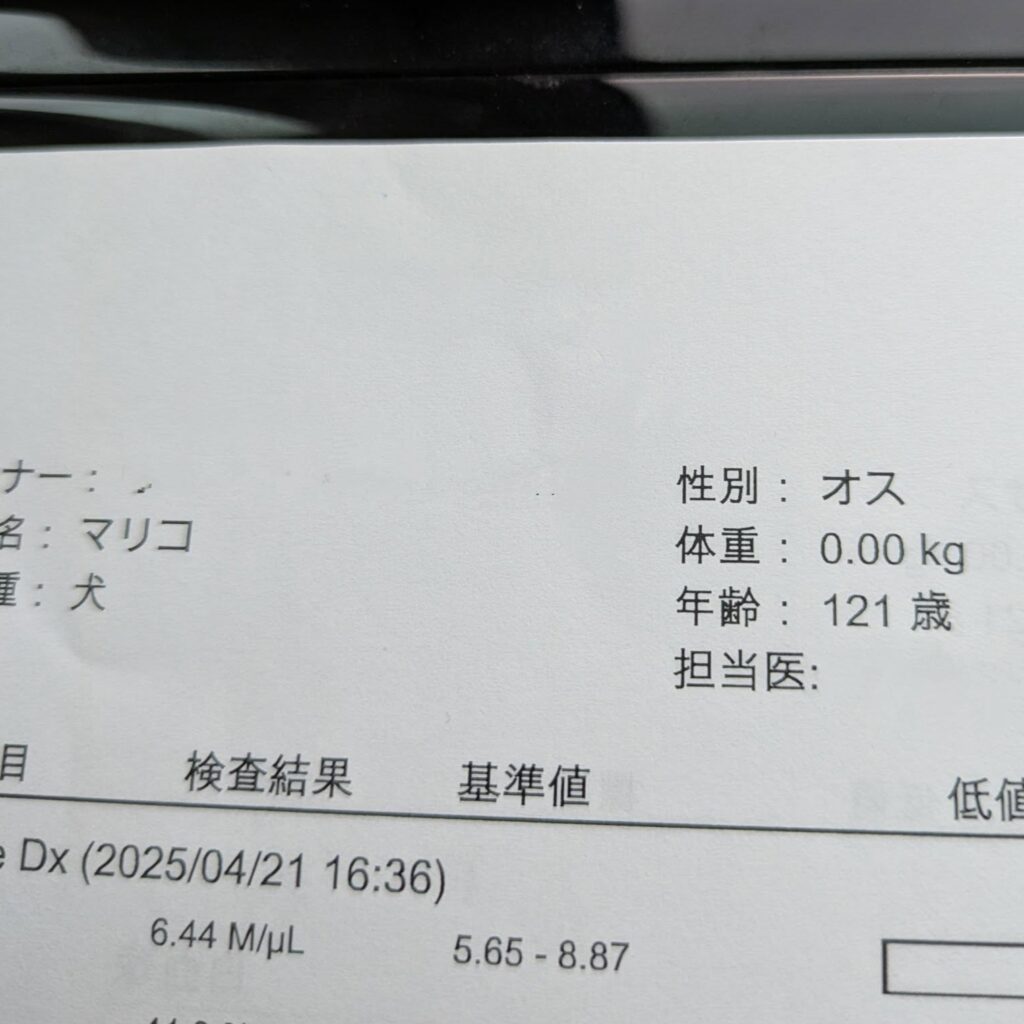 ナー :
性別 : オス
名 : マリコ
体重 : 0.00 kg
種 : 犬
年齢 : 121 歳
担当医:
目 検査結果 基準値 低値
e Dx (2025/04/21 16:36)
6.44 M/µL 5.65 - 8.87